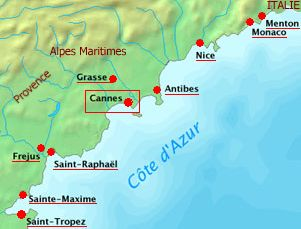 ITALIE
Menton
Monaco
Nice
Alpes Maritimes
Grasse
Provence
Antibes
Cannes
Côte d'Azur
Frejus
Saint-Raphaël
Sainte-Maxime
Saint-Tropez